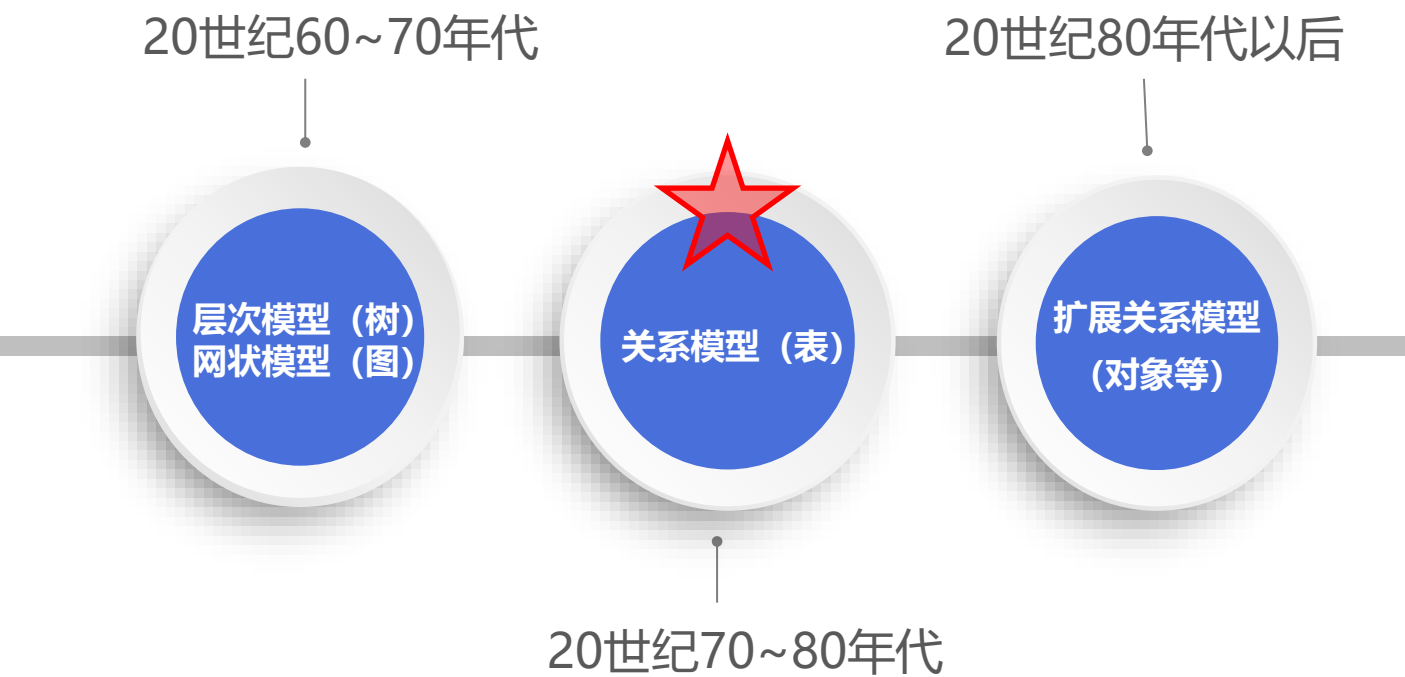 20世纪60~70年代
20世纪80年代以后
层次模型（树）
网状模型（图）
关系模型（表）
扩展关系模型
（对象等）
20世纪70~80年代